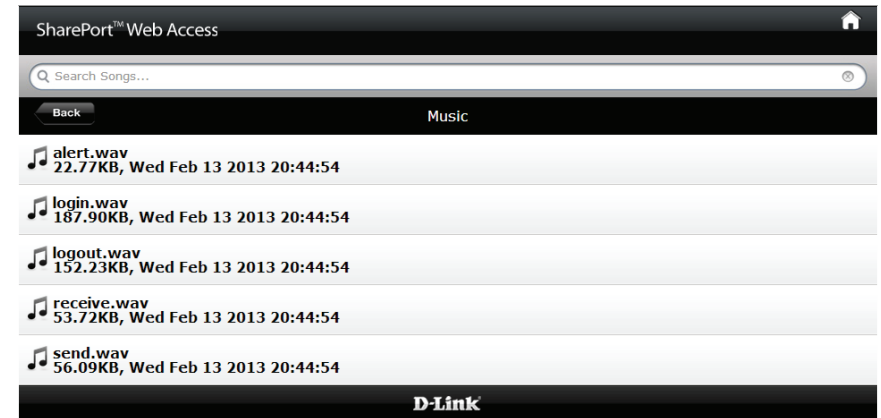 SharePort™ Web Access
Search Songs...
Back
Music
alert.wav
22.77KB, Wed Feb 13 2013 20:44:54
login.wav
187.90KB, Wed Feb 13 2013 20:44:54
logout.wav
152.23KB, Wed Feb 13 2013 20:44:54
receive.wav
53.72KB, Wed Feb 13 2013 20:44:54
send.wav
56.09KB, Wed Feb 13 2013 20:44:54
D-Link